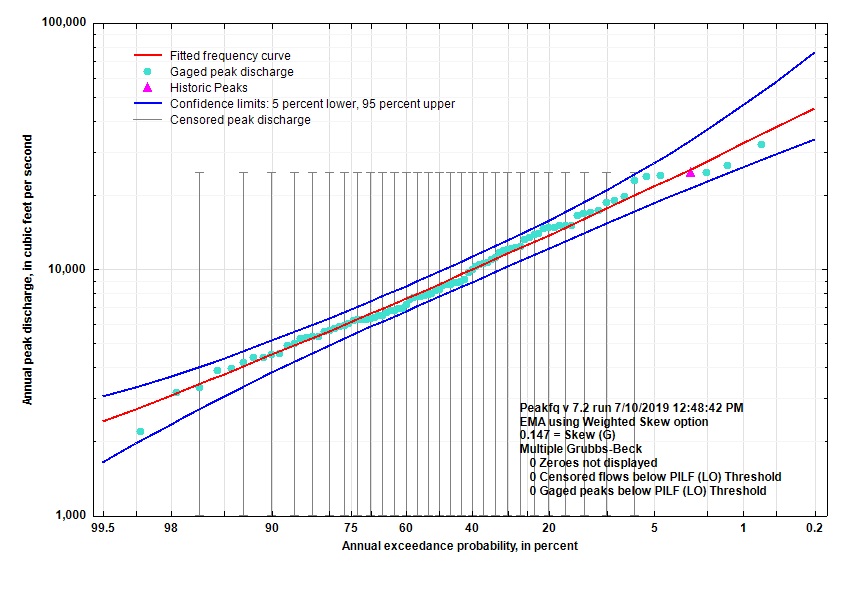 100,000
Fitted frequency curve
Gaged peak discharge
Historic Peaks
Confidence limits: 5 percent lower, 95 percent upper
Censored peak discharge
Annual peak discharge, in cubic feet per second
10,000
Peakfq v 7.2 run 7/10/2019 12:48:42 PM
EMA using Weighted Skew option
0.147 = Skew (G)
Multiple Grubbs-Beck
0 Zeroes not displayed
0 Censored flows below PILF (LO) Threshold
0 Gaged peaks below PILF (LO) Threshold
1,000
99.5 98 90 75 60 40 20 5 1 0.2
Annual exceedance probability, in percent